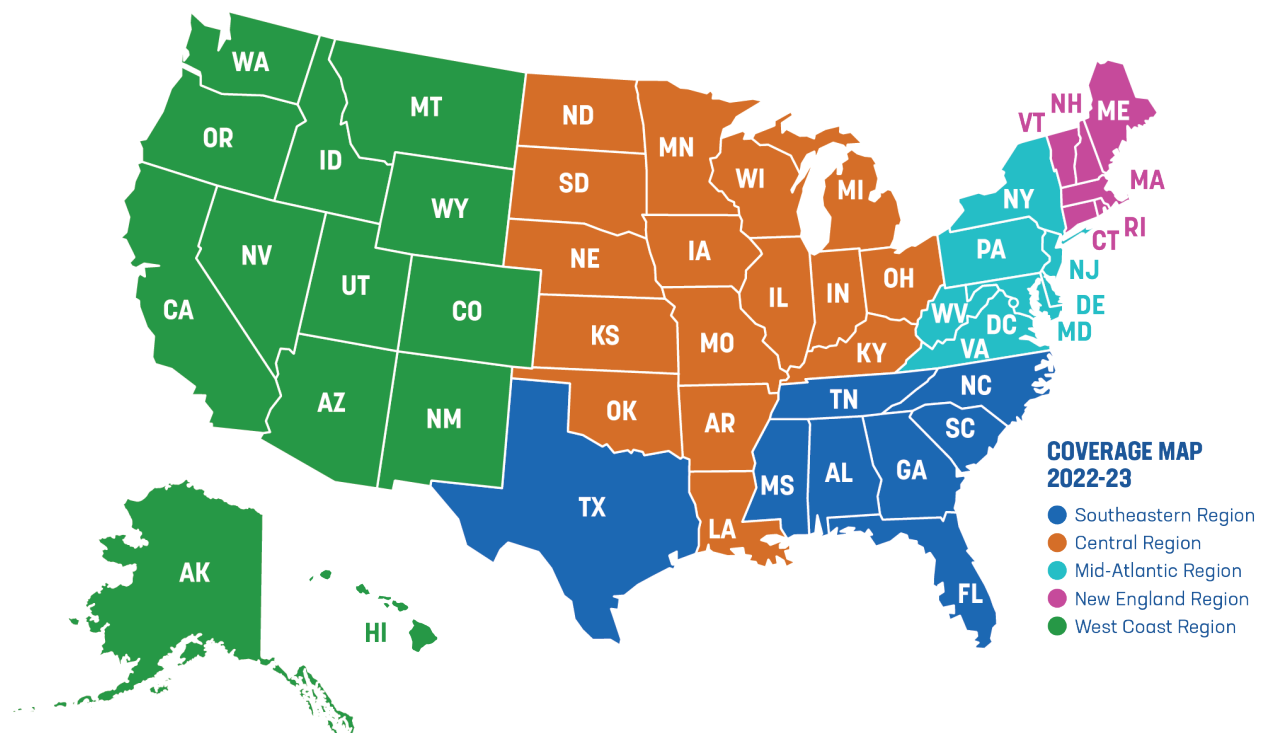 WA
MT
ND
MN
OR
ID
SD
WI
MI
WY
NE
IA
NV
UT
CO
CA
KS
MO
IL
IN
OH
KY
AZ
NM
OK
AR
TN
NC
SC
MS
AL
GA
TX
LA
FL
AK
HI
VT
NH
ME
MA
NY
RI
CT
PA
NJ
DE
MD
WV
DC
VA
COVERAGE MAP
2022-23
Southeastern Region
Central Region
Mid-Atlantic Region
New England Region
West Coast Region